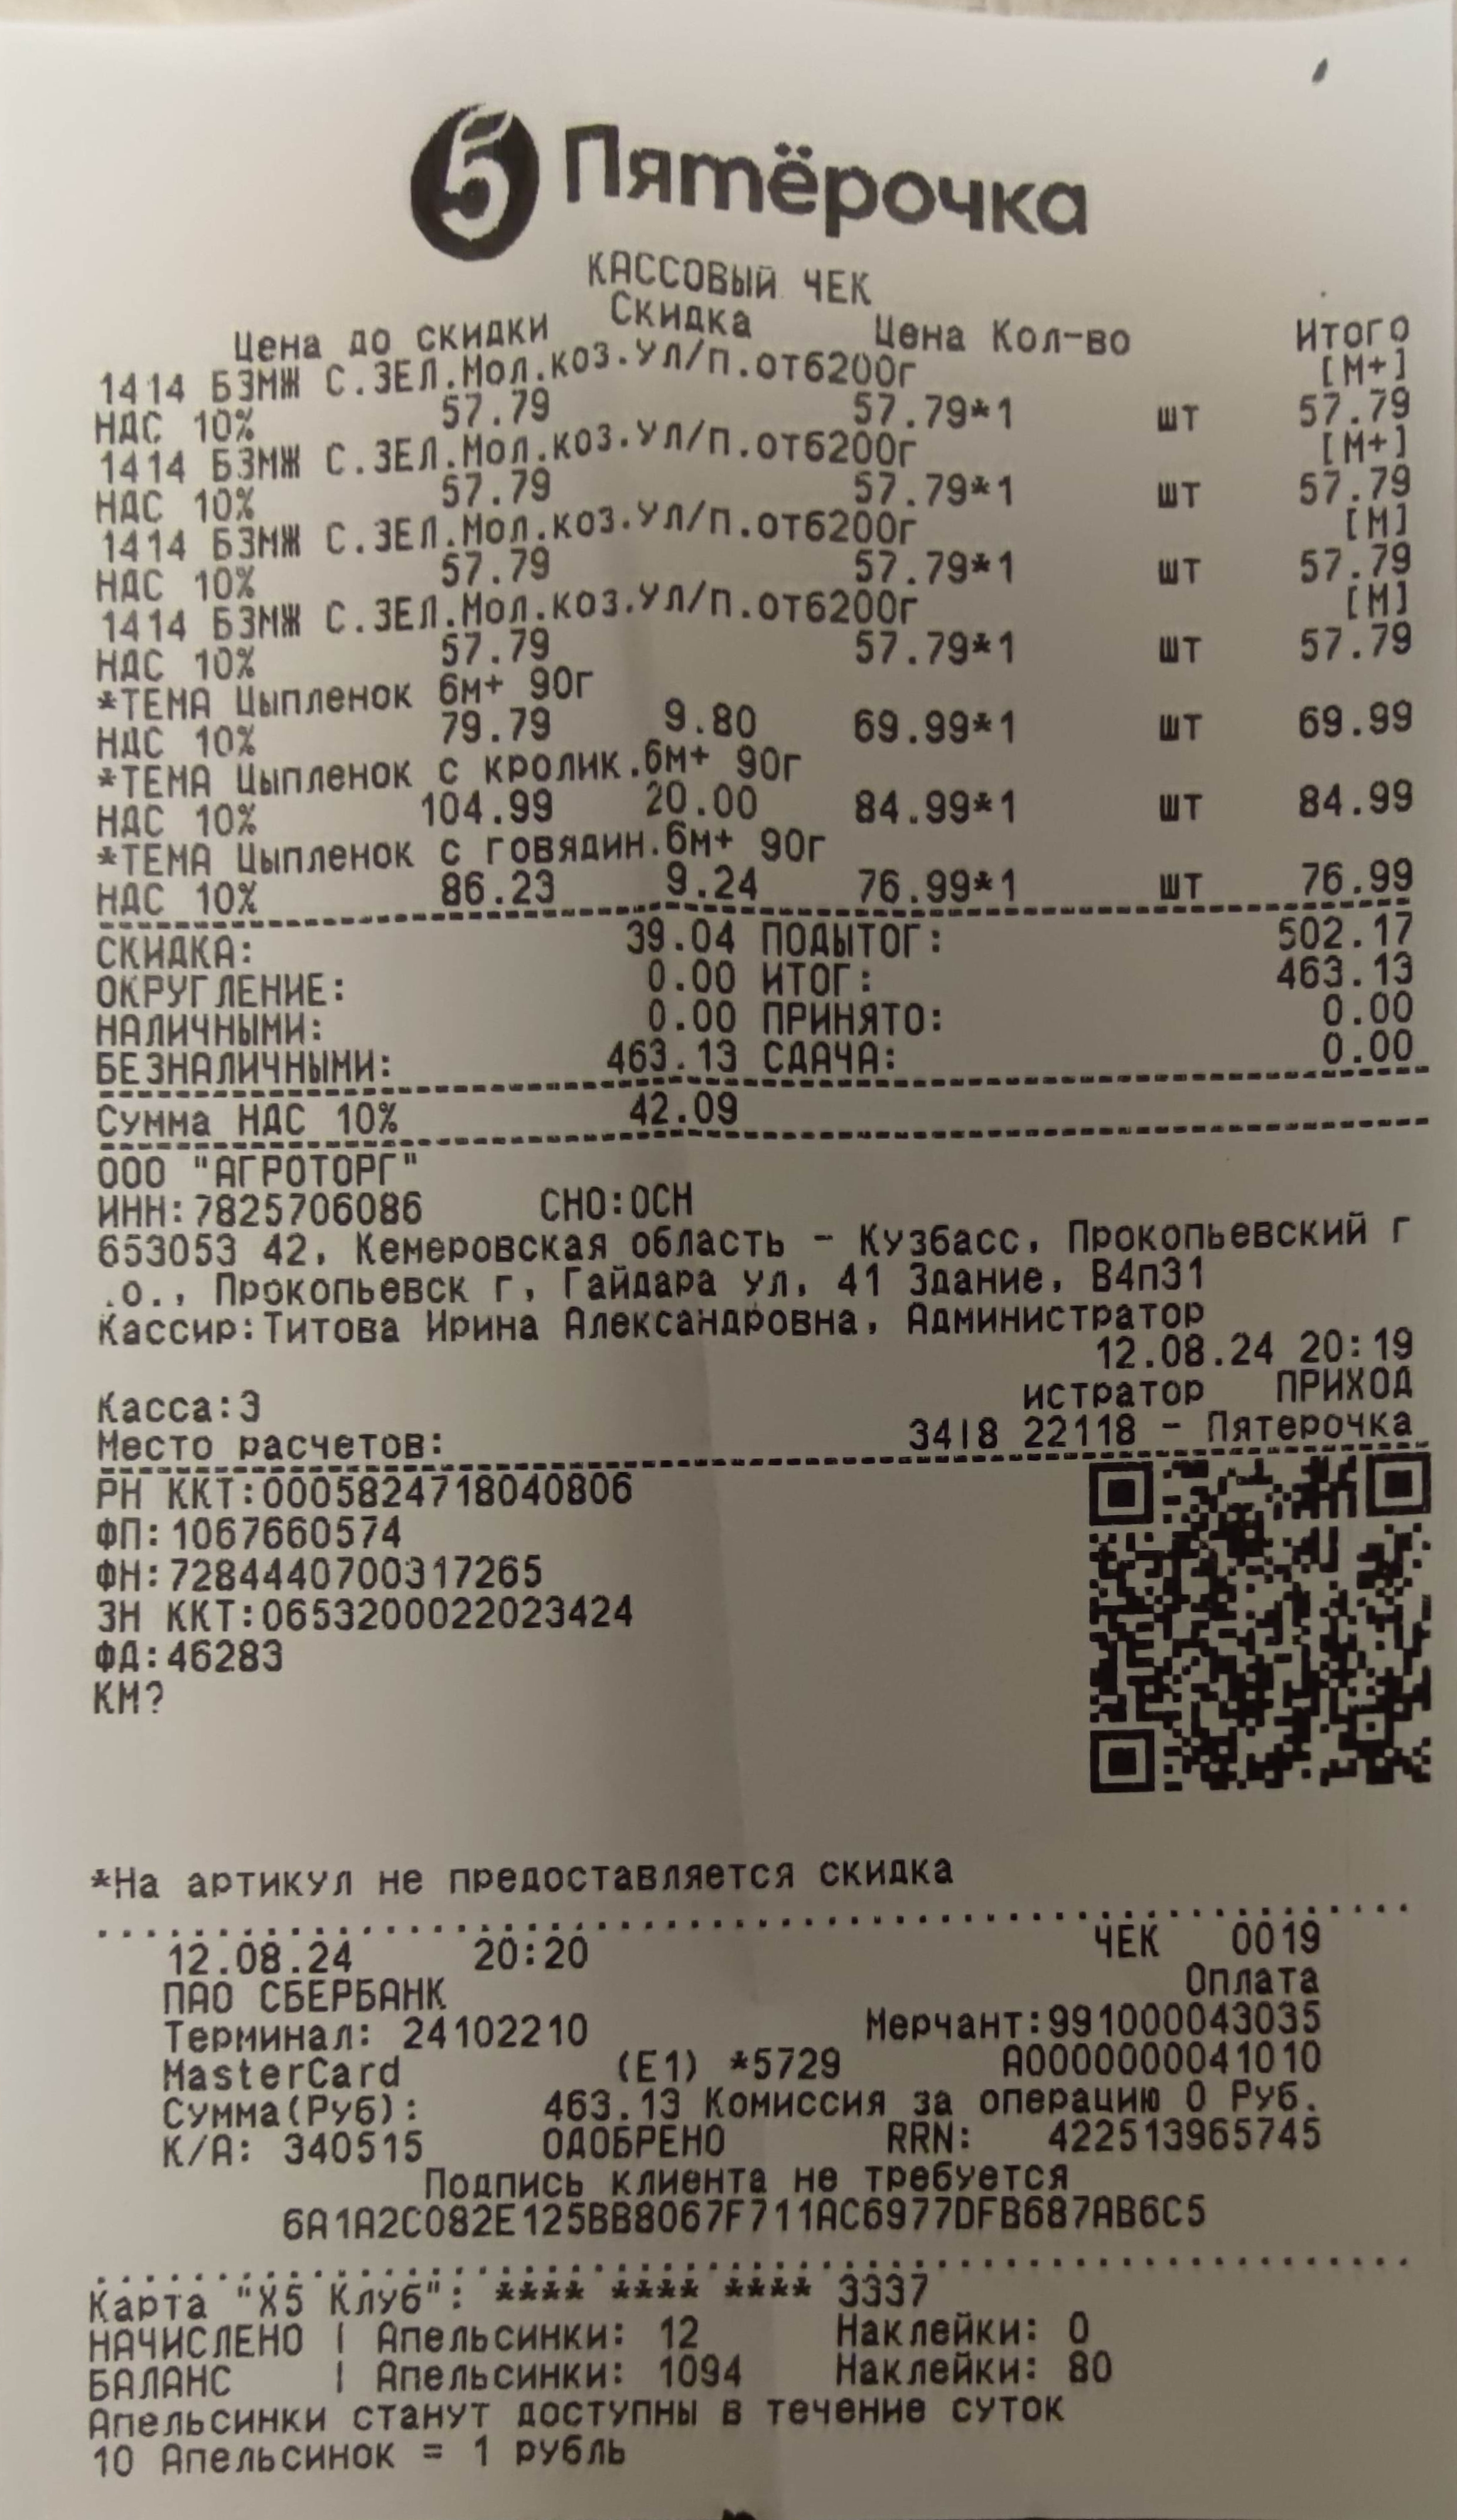 5 Пятёрочка
КАССОВЫЙ ЧЕК
Цена до скидки Скидка Цена Кол-во Итого
1414 БЗМЖ С.ЗЕЛ.Мол.коз.Ул/п.от6200г [М+]
НДС 10% 57.79 57.79*1 шт 57.79
1414 БЗМЖ С.ЗЕЛ.Мол.коз.Ул/п.от6200г [М+]
НДС 10% 57.79 57.79*1 шт 57.79
1414 БЗМЖ С.ЗЕЛ.Мол.коз.Ул/п.от6200г [М]
НДС 10% 57.79 57.79*1 шт 57.79
1414 БЗМЖ С.ЗЕЛ.Мол.коз.Ул/п.от6200г [М]
НДС 10% 57.79 57.79*1 шт 57.79
*ТЕМА Цыпленок 6м+ 90г
НДС 10% 79.79 9.80 69.99*1 шт 69.99
*ТЕМА Цыпленок с кролик.6м+ 90г
НДС 10% 104.99 20.00 84.99*1 шт 84.99
*ТЕМА Цыпленок с говядин.6м+ 90г
НДС 10% 86.23 9.24 76.99*1 шт 76.99
СКИДКА: 39.04 ПОДЫТОГ: 502.17
ОКРУГЛЕНИЕ: 0.00 ИТОГ: 463.13
НАЛИЧНЫМИ: 0.00 ПРИНЯТО: 0.00
БЕЗНАЛИЧНЫМИ: 463.13 СДАЧА: 0.00
Сумма НДС 10% 42.09
ООО "АГРОТОРГ"
ИНН:7825706086 СНО:ОСН
653053 42, Кемеровская область - Кузбасс, Прокопьевский г
.о., Прокопьевск г, Гайдара ул, 41 Здание, В4п31
Кассир:Титова Ирина Александровна, Администратор
12.08.24 20:19
Касса:3 истратор ПРИХОД
Место расчетов: 34I8 22118 - Пятерочка
РН ККТ:0005824718040806
ФП:1067660574
ФН:7284440700317265
ЗН ККТ:0653200022023424
ФД:46283
КМ?
*На артикул не предоставляется скидка
12.08.24 20:20 ЧЕК 0019
ПАО СБЕРБАНК Оплата
Терминал: 24102210 Мерчант:991000043035
MasterCard (E1) *5729 A0000000041010
Сумма(Руб): 463.13 Комиссия за операцию 0 Руб.
К/А: 340515 ОДОБРЕНО RRN: 422513965745
Подпись клиента не требуется
6A1A2C082E125BB8067F711AC6977DFB687AB6C5
Карта "X5 Клуб": **** **** **** 3337
НАЧИСЛЕНО | Апельсинки: 12 Наклейки: 0
БАЛАНС | Апельсинки: 1094 Наклейки: 80
Апельсинки станут доступны в течение суток
10 Апельсинок = 1 рубль